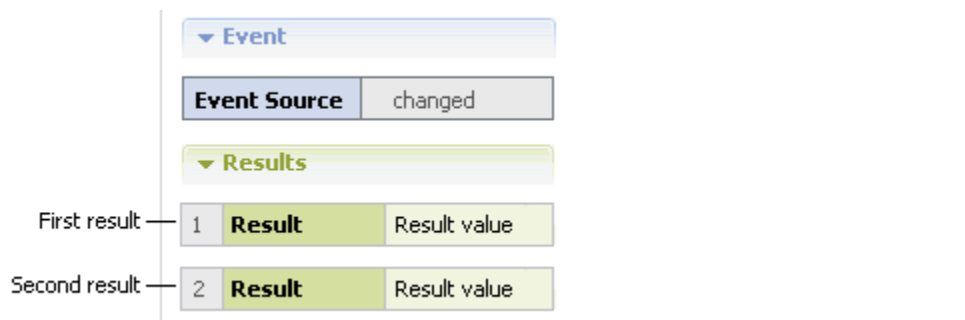 Event
Event Source changed
Results
First result 1 Result Result value
Second result 2 Result Result value